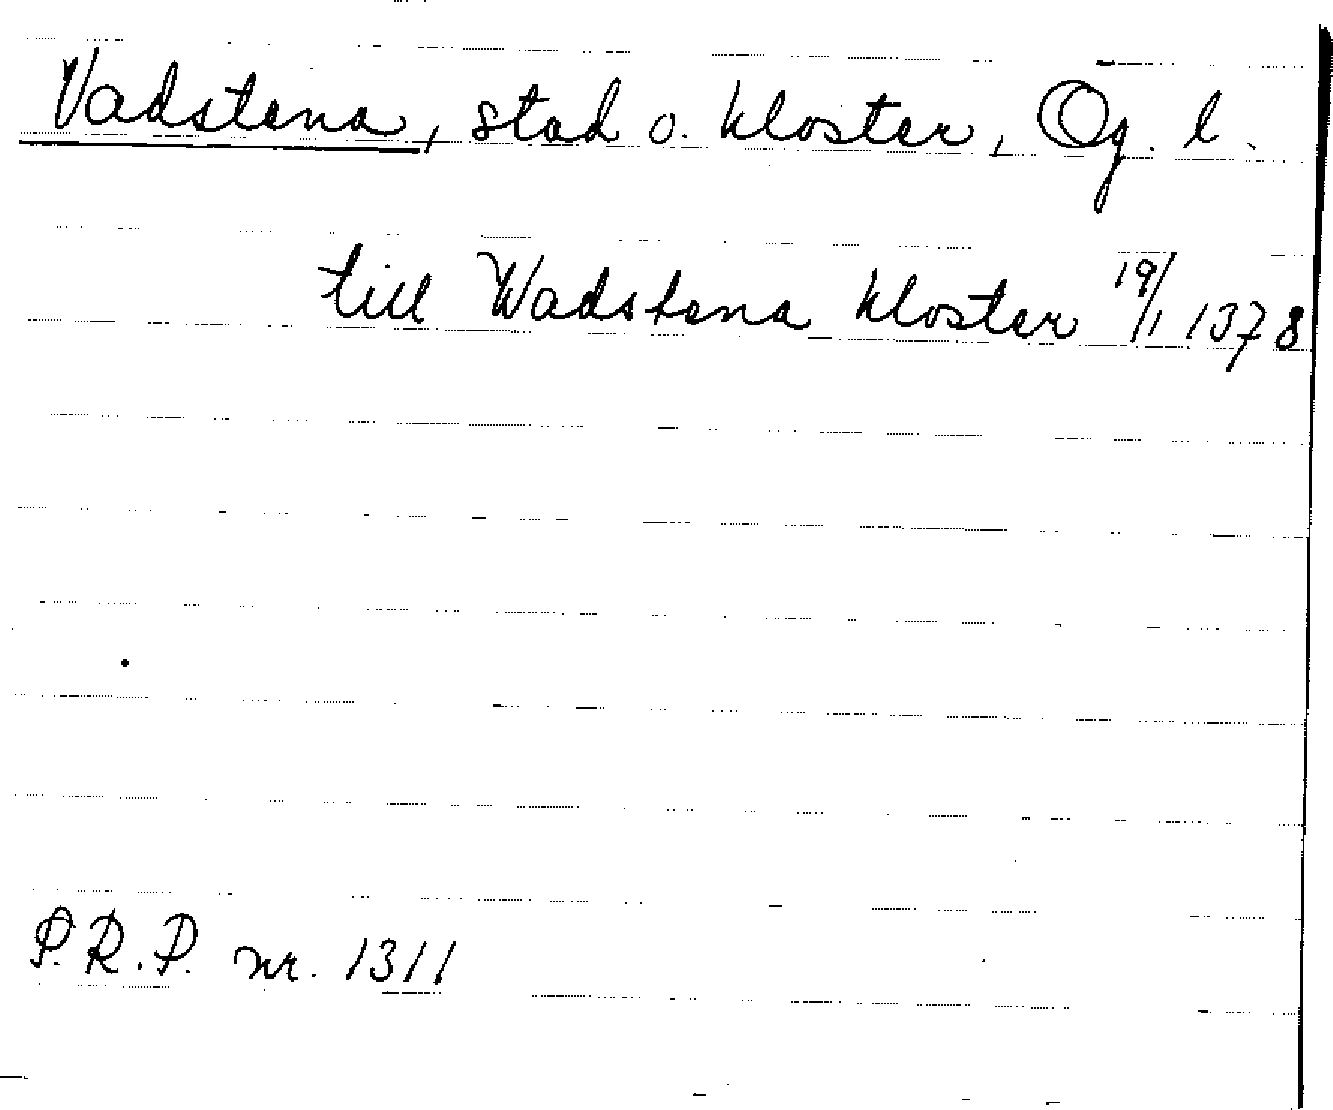 Vadstena, stad o. kloster, Ög. l.
till Wadstena kloster 19/1 1378
P.R.P. nr. 1311